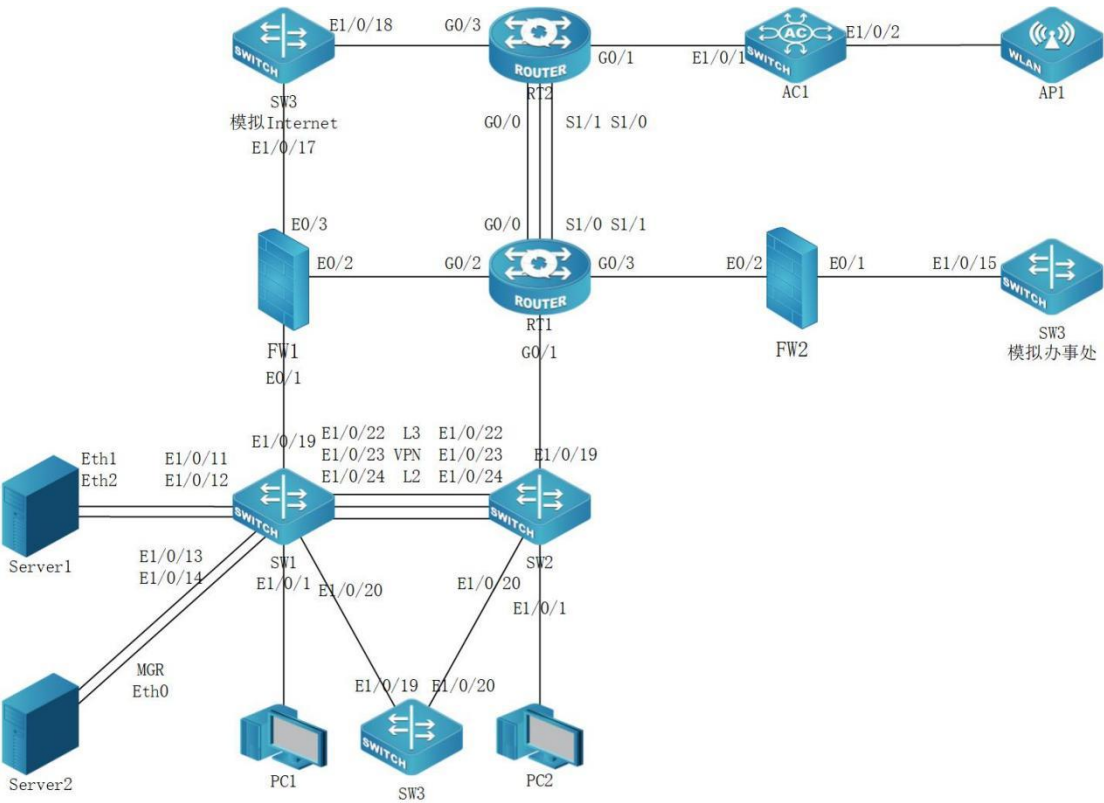 E1/0/18
G0/3
G0/1
E1/0/1
E1/0/2
SWITCH
ROUTER
AC
SWITCH
WLAN
SW3
模拟Internet
RT2
AC1
AP1
E1/0/17
G0/0
S1/1 S1/0
E0/3
G0/0
S1/0 S1/1
E0/2
G0/2
G0/3
E0/2
E0/1
E1/0/15
ROUTER
SWITCH
FW1
RT1
FW2
SW3
模拟办事处
E0/1
G0/1
E1/0/19
E1/0/22 L3 E1/0/22
E1/0/23 VPN E1/0/23
E1/0/24 L2 E1/0/24
E1/0/19
Eth1
Eth2
E1/0/11
E1/0/12
SWITCH
SWITCH
Server1
E1/0/13
E1/0/14
SW1
SW2
E1/0/1
E1/0/20
E1/0/20
E1/0/1
MGR
Eth0
E1/0/19
E1/0/20
SWITCH
Server2
PC1
SW3
PC2